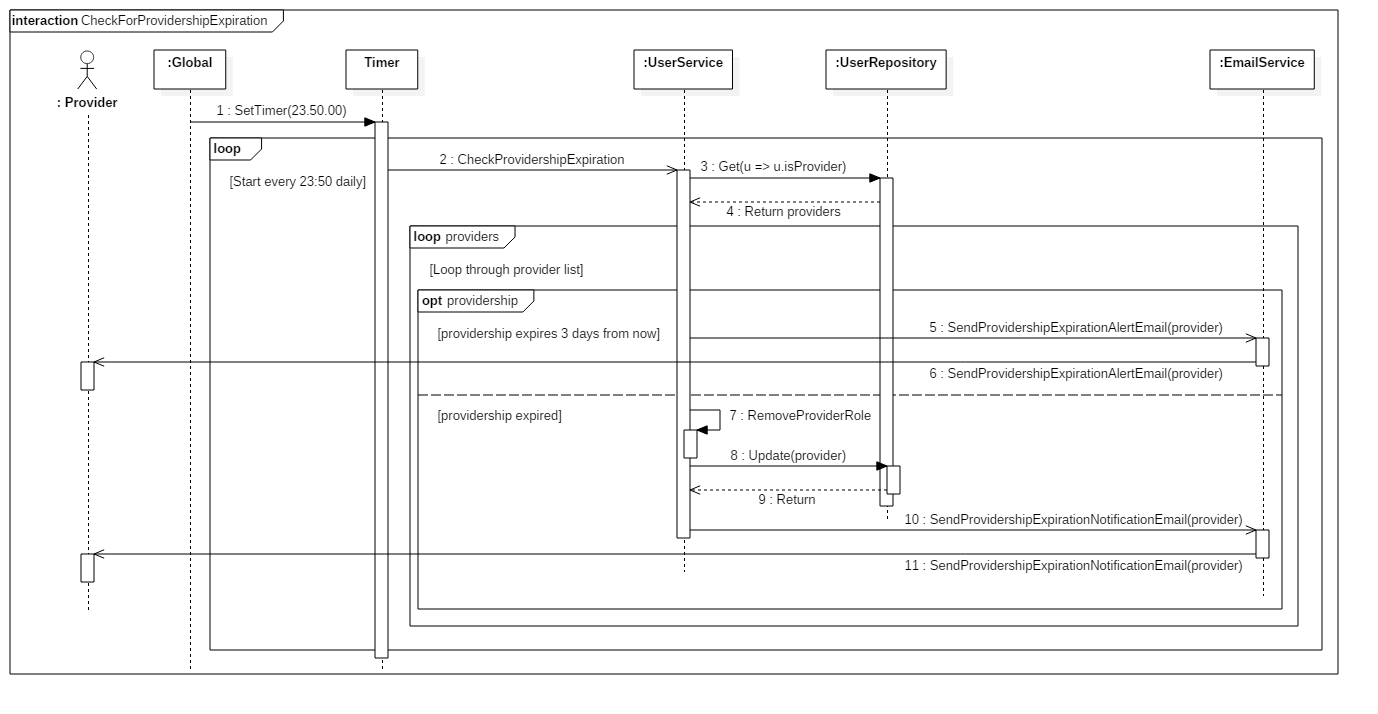 interaction CheckForProvidershipExpiration
: Provider
:Global
Timer
:UserService
:UserRepository
:EmailService
1 : SetTimer(23.50.00)
loop
[Start every 23:50 daily]
2 : CheckProvidershipExpiration
3 : Get(u => u.isProvider)
4 : Return providers
loop providers
[Loop through provider list]
opt providership
[providership expires 3 days from now]
5 : SendProvidershipExpirationAlertEmail(provider)
6 : SendProvidershipExpirationAlertEmail(provider)
[providership expired]
7 : RemoveProviderRole
8 : Update(provider)
9 : Return
10 : SendProvidershipExpirationNotificationEmail(provider)
11 : SendProvidershipExpirationNotificationEmail(provider)